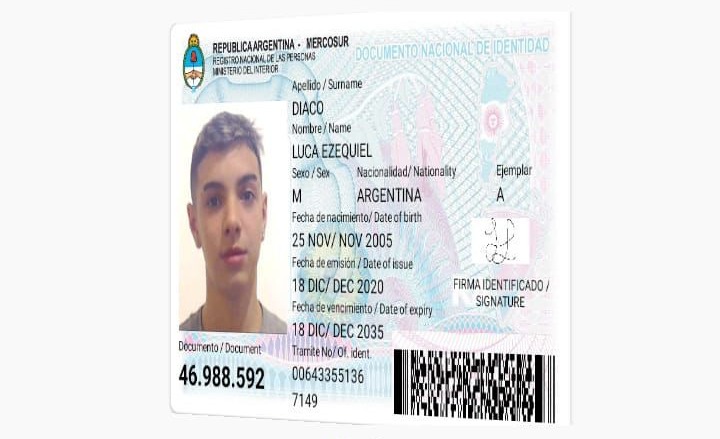 REPUBLICA ARGENTINA - MERCOSUR
REGISTRO NACIONAL DE LAS PERSONAS
MINISTERIO DEL INTERIOR
DOCUMENTO NACIONAL DE IDENTIDAD
Apellido / Surname
DIACO
Nombre / Name
LUCA EZEQUIEL
Sexo / Sex Nacionalidad/ Nationality Ejemplar
M ARGENTINA A
Fecha de nacimiento/ Date of birth
25 NOV/ NOV 2005
Fecha de emisión / Date of issue
18 DIC/ DEC 2020
Fecha de vencimiento / Date of expiry
18 DIC/ DEC 2035
FIRMA IDENTIFICADO /
SIGNATURE
Tramite No/ Of. ident.
00643355136
7149
Documento / Document
46.988.592